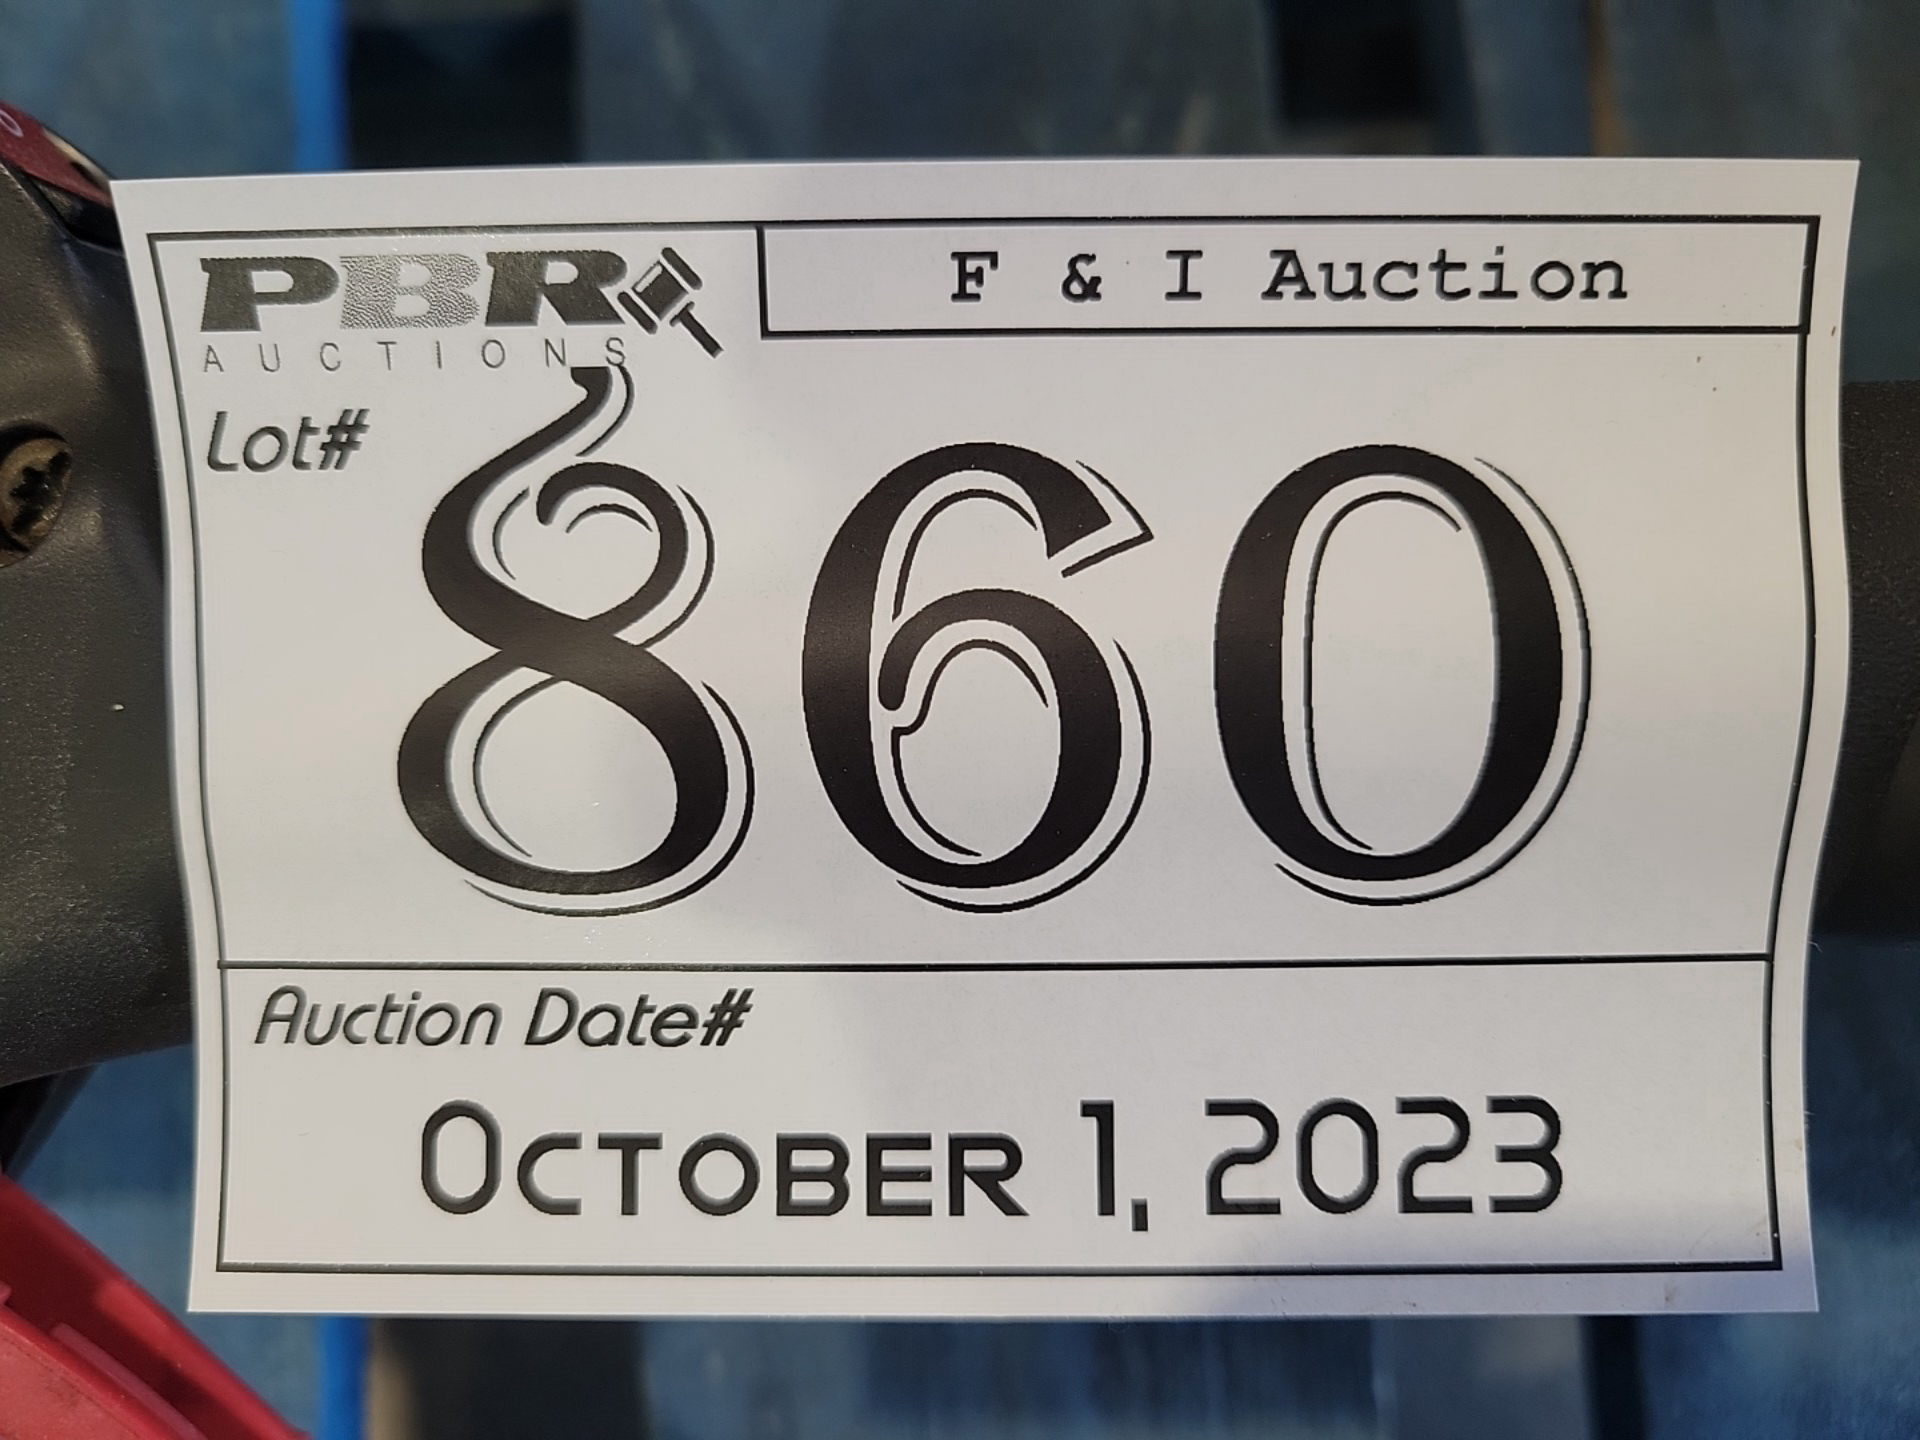 PBR
AUCTIONS
F & I Auction
Lot#
860
Auction Date#
October 1, 2023